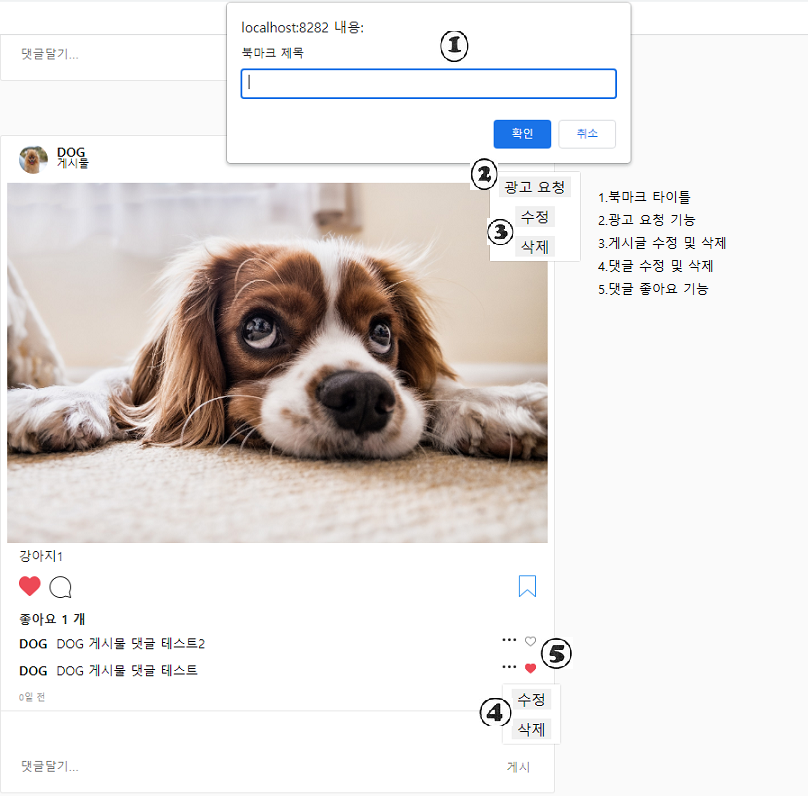 localhost:8282 내용:
북마크 제목
1
확인
취소
댓글달기...
DOG
게시물
2
광고 요청
3
수정
삭제
1.북마크 타이틀
2.광고 요청 기능
3.게시글 수정 및 삭제
4.댓글 수정 및 삭제
5.댓글 좋아요 기능
강아지1
좋아요 1 개
DOG DOG 게시물 댓글 테스트2 ...
DOG DOG 게시물 댓글 테스트 ...
5
0일 전
4
수정
삭제
댓글달기... 게시